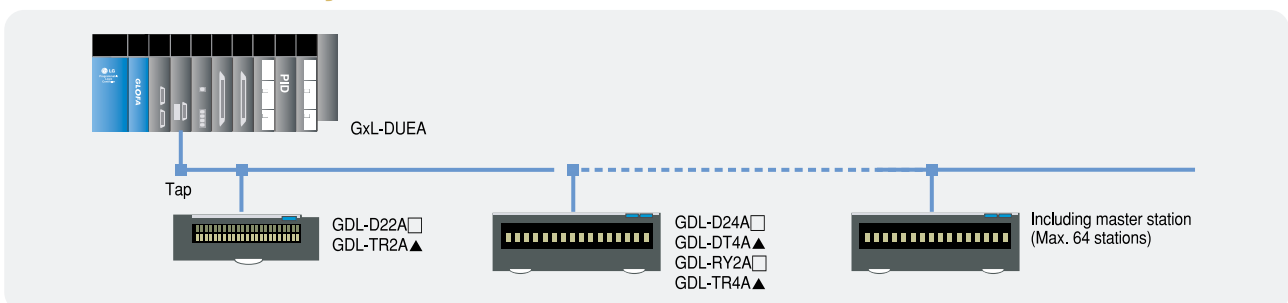 LG
GLOFA
PID
GxL-DUEA
Tap
GDL-D22A□
GDL-TR2A▲
GDL-D24A□
GDL-DT4A▲
GDL-RY2A□
GDL-TR4A▲
Including master station
(Max. 64 stations)